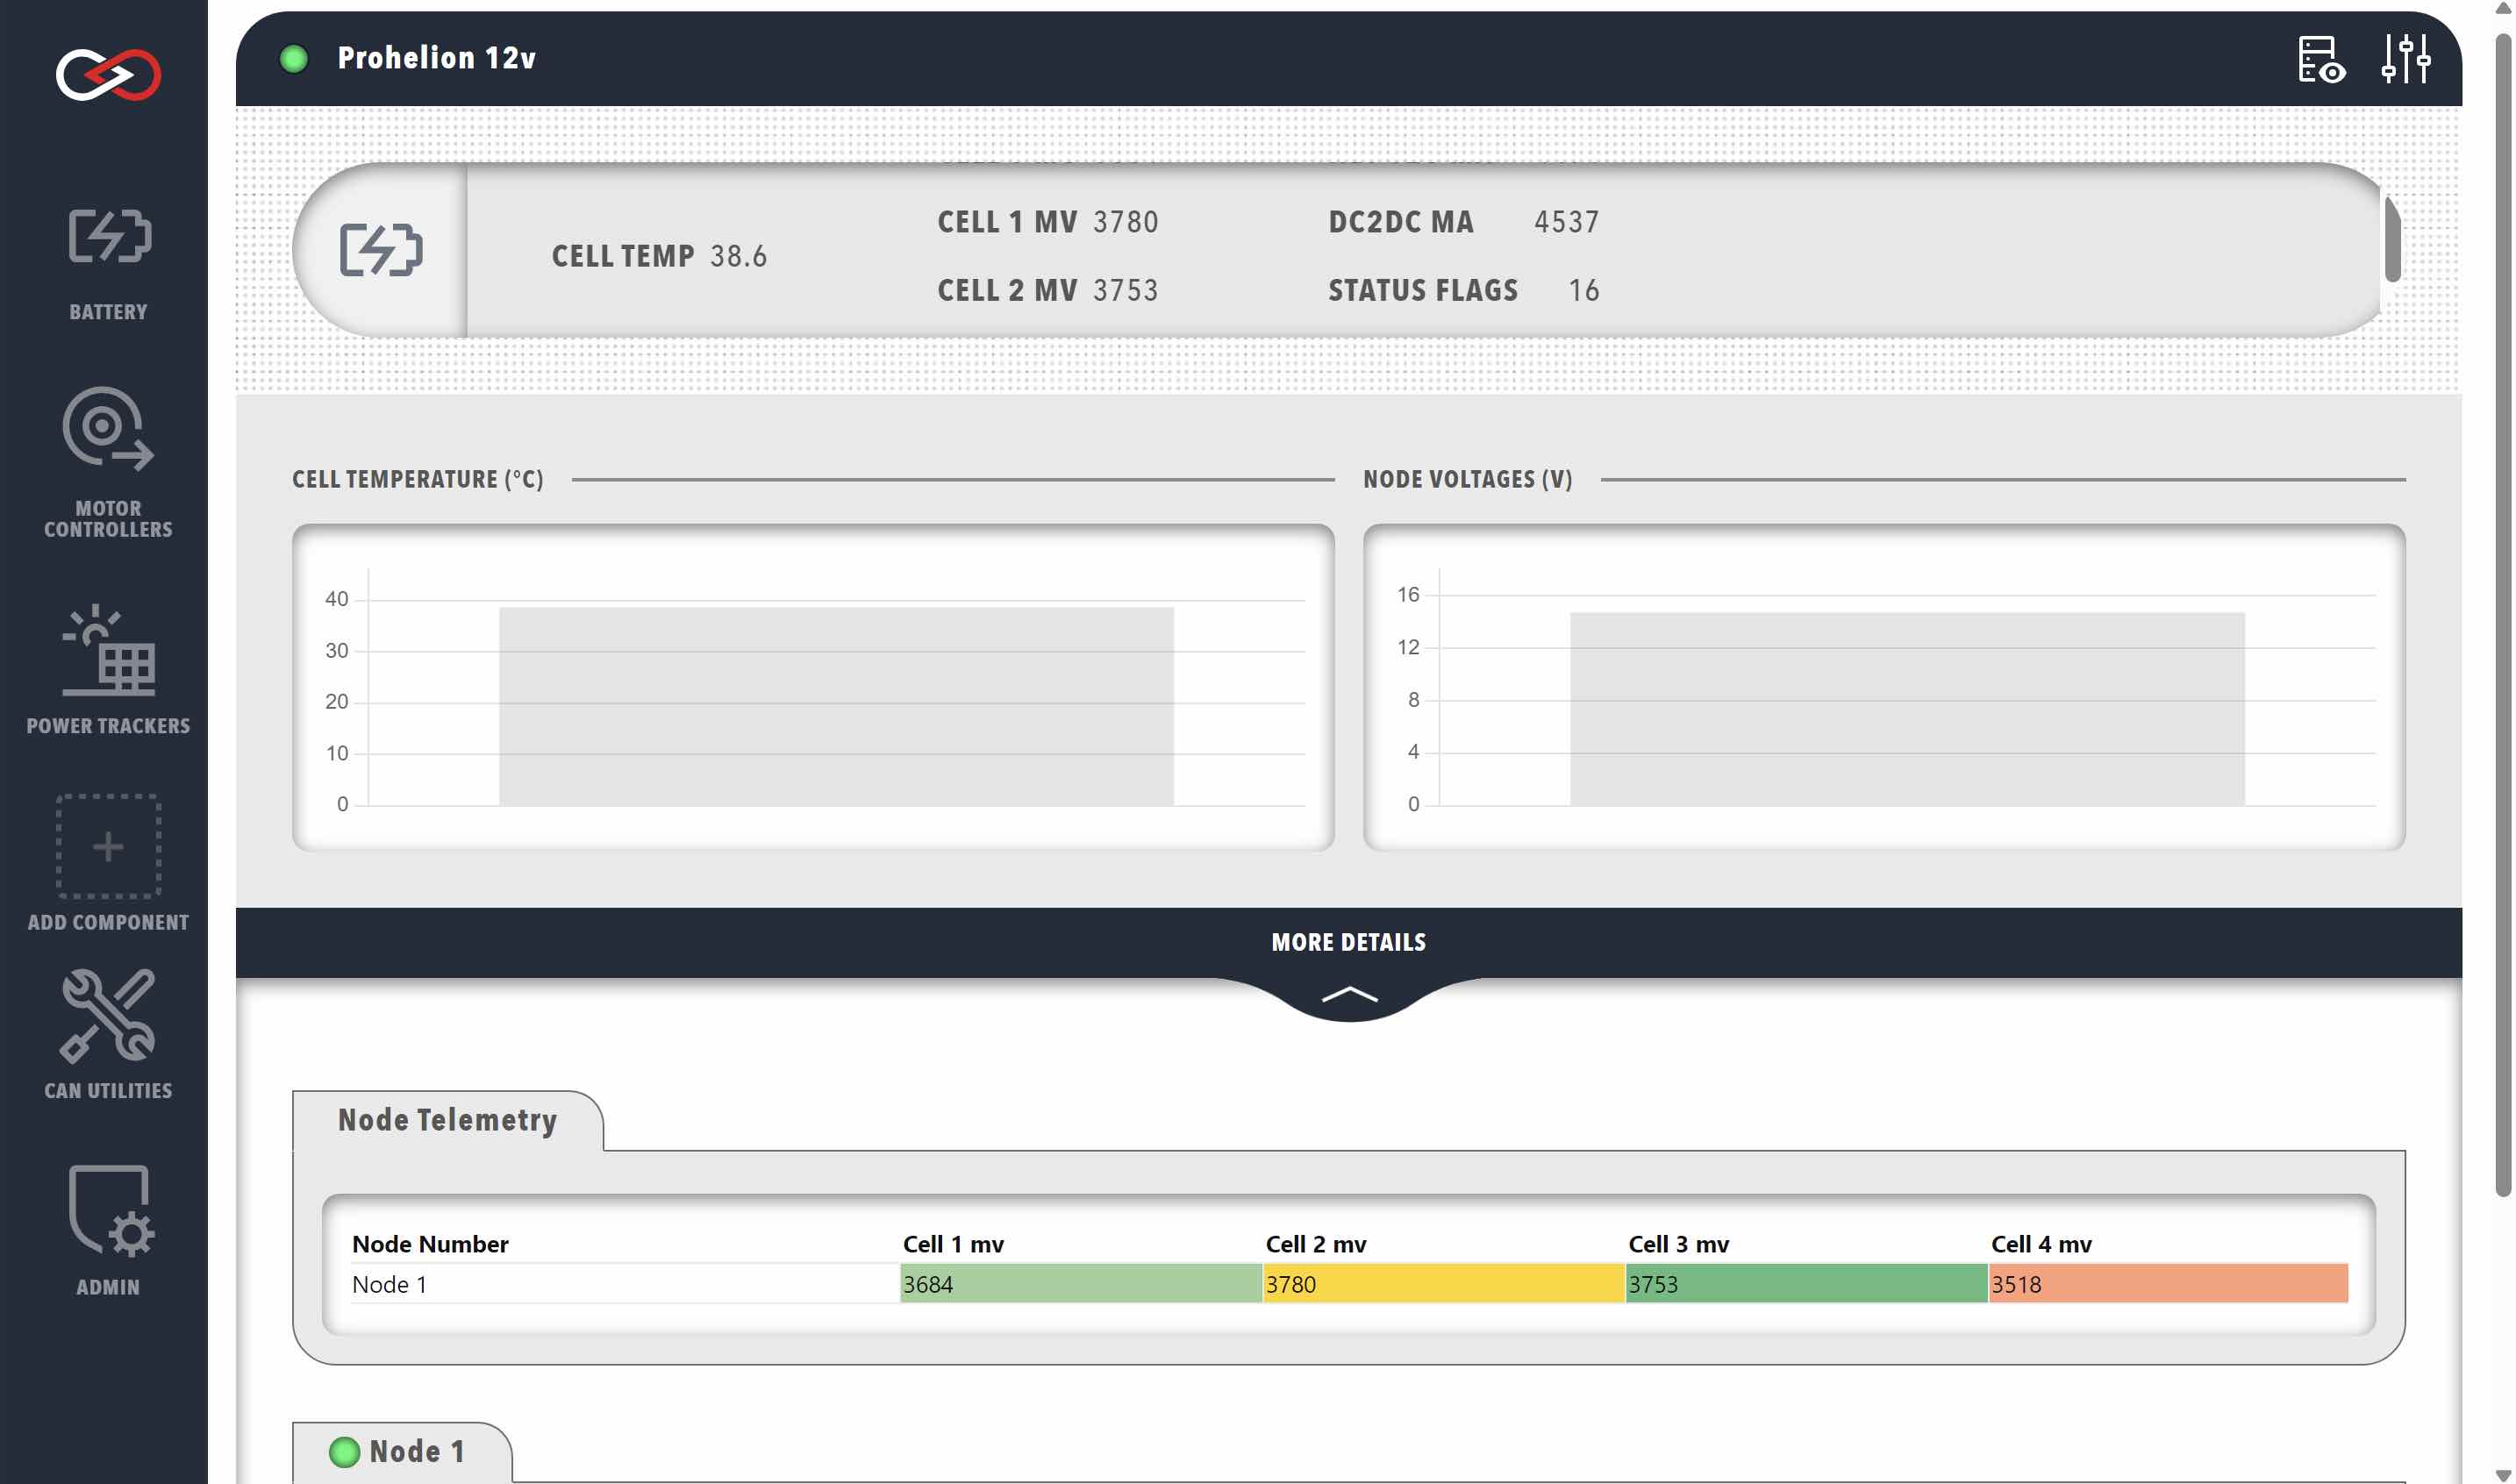 Prohelion 12v
BATTERY
MOTOR
CONTROLLERS
POWER TRACKERS
ADD COMPONENT
CAN UTILITIES
ADMIN
CELL TEMP 38.6
CELL 1 MV 3780
CELL 2 MV 3753
DC2DC MA 4537
STATUS FLAGS 16
CELL TEMPERATURE (°C)
40
30
20
10
0
NODE VOLTAGES (V)
16
12
8
4
0
MORE DETAILS
Node Telemetry
Node Number Cell 1 mv Cell 2 mv Cell 3 mv Cell 4 mv
Node 1 3684 3780 3753 3518
Node 1